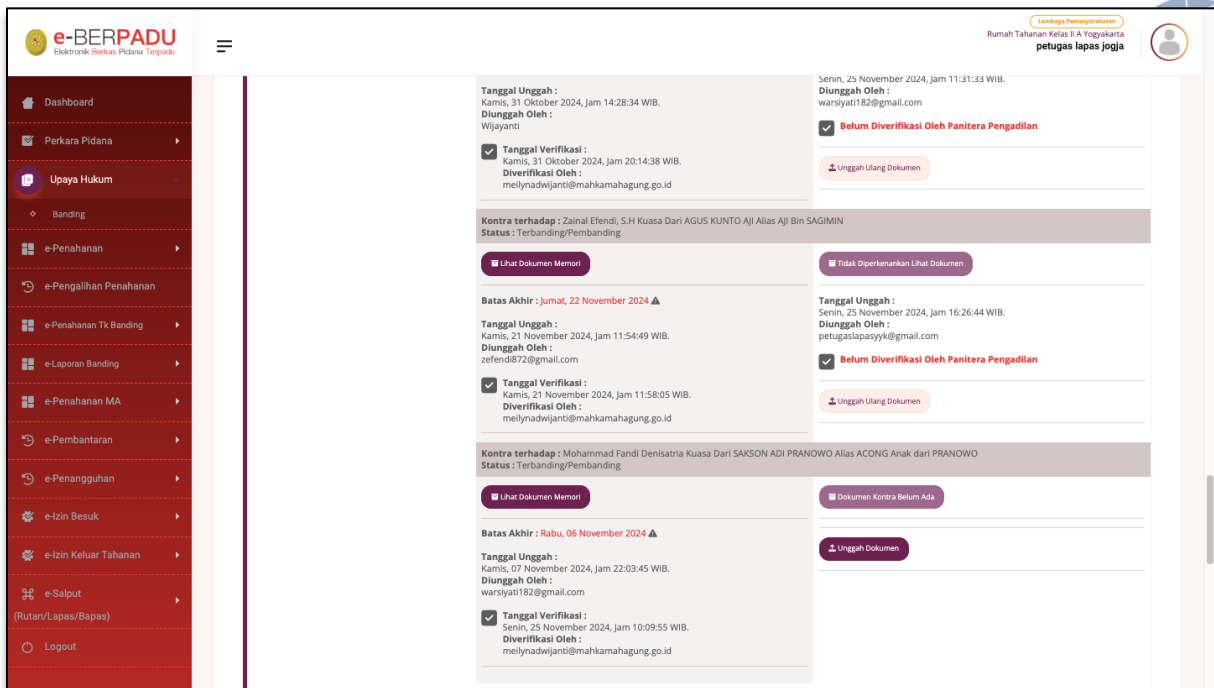 e-BERPADU
Elektronik Berkas Pidana Terpadu
Lembaga Pemasyarakatan
Rumah Tahanan Kelas II A Yogyakarta
petugas lapas jogja
Dashboard
Perkara Pidana
Upaya Hukum
Banding
e-Penahanan
e-Pengalihan Penahanan
e-Penahanan Tk Banding
e-Laporan Banding
e-Penahanan MA
e-Pembantaran
e-Penangguhan
e-Izin Besuk
e-Izin Keluar Tahanan
e-Salput
(Rutan/Lapas/Bapas)
Logout
Tanggal Unggah :
Kamis, 31 Oktober 2024, Jam 14:28:34 WIB.
Diunggah Oleh :
Wijayanti
Tanggal Verifikasi :
Kamis, 31 Oktober 2024, Jam 20:14:38 WIB.
Diverifikasi Oleh :
meilynadwijanti@mahkamahagung.go.id
Senin, 25 November 2024, Jam 11:31:33 WIB.
Diunggah Oleh :
warsiyati182@gmail.com
Belum Diverifikasi Oleh Panitera Pengadilan
Unggah Ulang Dokumen
Kontra terhadap : Zainal Efendi, S.H Kuasa Dari AGUS KUNTO AJI Alias AJI Bin SAGIMIN
Status : Terbanding/Pembanding
Lihat Dokumen Memori
Batas Akhir : Jumat, 22 November 2024
Tanggal Unggah :
Kamis, 21 November 2024, Jam 11:54:49 WIB.
Diunggah Oleh :
zefendi872@gmail.com
Tanggal Verifikasi :
Kamis, 21 November 2024, Jam 11:58:05 WIB.
Diverifikasi Oleh :
meilynadwijanti@mahkamahagung.go.id
Tidak Diperkenankan Lihat Dokumen
Tanggal Unggah :
Senin, 25 November 2024, Jam 16:26:44 WIB.
Diunggah Oleh :
petugaslapasyyk@gmail.com
Belum Diverifikasi Oleh Panitera Pengadilan
Unggah Ulang Dokumen
Kontra terhadap : Mohammad Fandi Denisatria Kuasa Dari SAKSON ADI PRANOWO Alias ACONG Anak dari PRANOWO
Status : Terbanding/Pembanding
Lihat Dokumen Memori
Batas Akhir : Rabu, 06 November 2024
Tanggal Unggah :
Kamis, 07 November 2024, Jam 22:03:45 WIB.
Diunggah Oleh :
warsiyati182@gmail.com
Tanggal Verifikasi :
Senin, 25 November 2024, Jam 10:09:55 WIB.
Diverifikasi Oleh :
meilynadwijanti@mahkamahagung.go.id
Dokumen Kontra Belum Ada
Unggah Dokumen